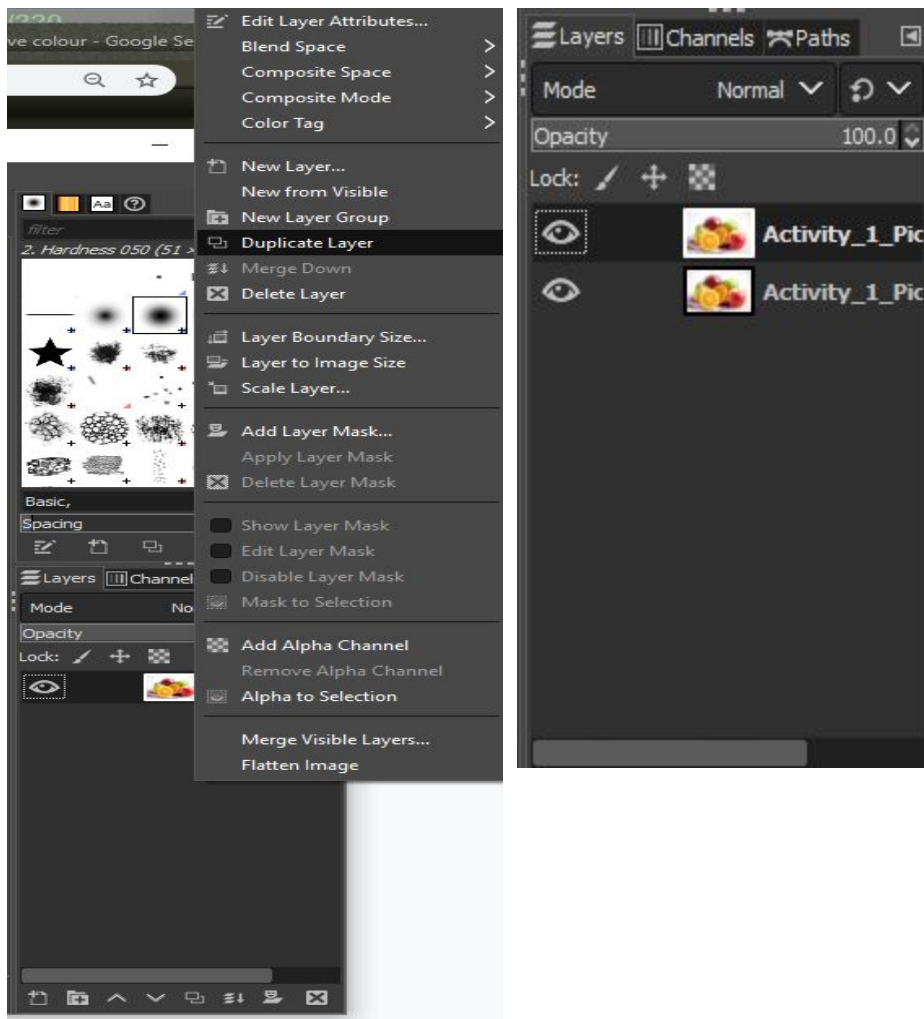 ve colour - Google Se
filter
2. Hardness 050 (51 ×
Basic,
Spacing
Layers Channel
Mode No
Opacity
Lock:
Edit Layer Attributes...
Blend Space >
Composite Space >
Composite Mode >
Color Tag >
New Layer...
New from Visible
New Layer Group
Duplicate Layer
Merge Down
Delete Layer
Layer Boundary Size...
Layer to Image Size
Scale Layer...
Add Layer Mask...
Apply Layer Mask
Delete Layer Mask
Show Layer Mask
Edit Layer Mask
Disable Layer Mask
Mask to Selection
Add Alpha Channel
Remove Alpha Channel
Alpha to Selection
Merge Visible Layers...
Flatten Image
Layers Channels Paths
Mode Normal
Opacity 100.0
Lock:
Activity_1_Pic
Activity_1_Pic